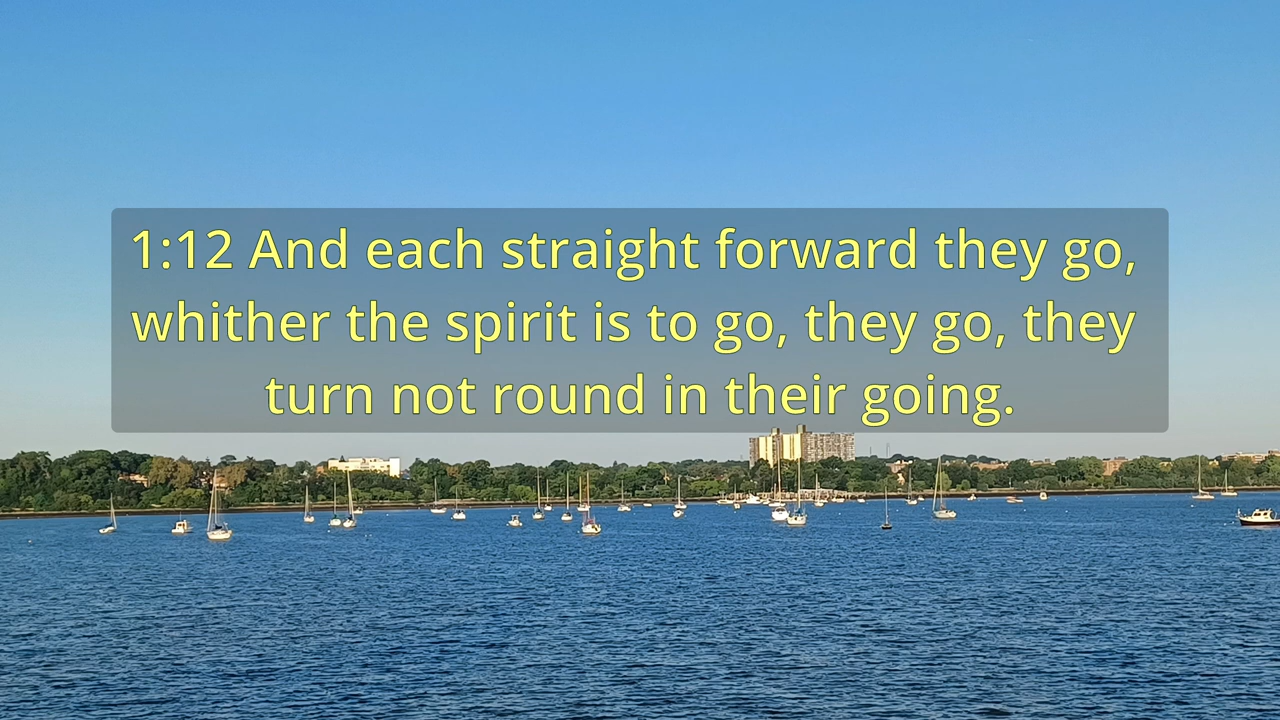 1:12 And each straight forward they go,
whither the spirit is to go, they go, they
turn not round in their going.